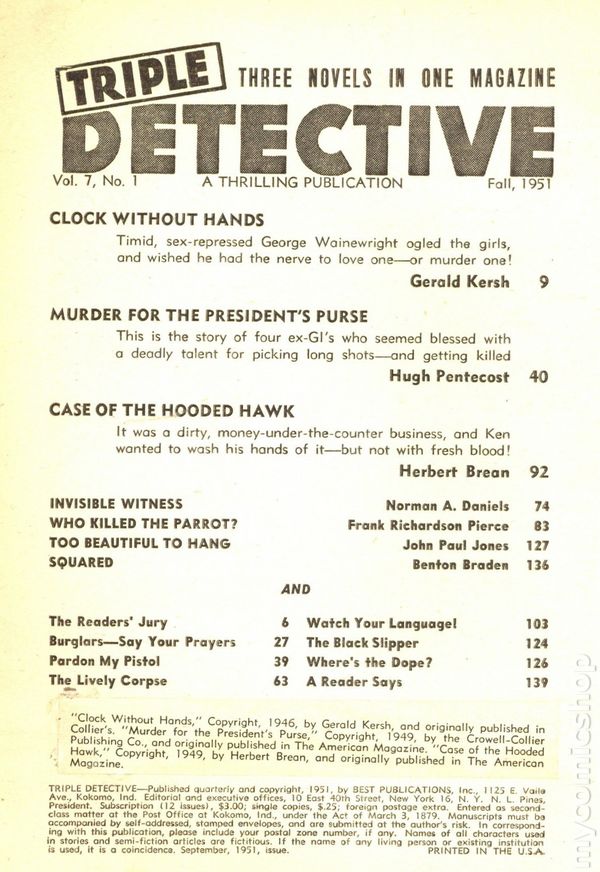 TRIPLE
THREE NOVELS IN ONE MAGAZINE
DETECTIVE
Vol. 7, No. 1 A THRILLING PUBLICATION Fall, 1951
CLOCK WITHOUT HANDS
Timid, sex-repressed George Wainewright ogled the girls,
and wished he had the nerve to love one—or murder one!
Gerald Kersh 9
MURDER FOR THE PRESIDENT'S PURSE
This is the story of four ex-GI's who seemed blessed with
a deadly talent for picking long shots—and getting killed
Hugh Pentecost 40
CASE OF THE HOODED HAWK
It was a dirty, money-under-the-counter business, and Ken
wanted to wash his hands of it—but not with fresh blood!
Herbert Brean 92
INVISIBLE WITNESS Norman A. Daniels 74
WHO KILLED THE PARROT? Frank Richardson Pierce 83
TOO BEAUTIFUL TO HANG John Paul Jones 127
SQUARED Benton Braden 136
AND
The Readers' Jury 6 Watch Your Language! 103
Burglars—Say Your Prayers 27 The Black Slipper 124
Pardon My Pistol 39 Where's the Dope? 126
The Lively Corpse 63 A Reader Says 139
"Clock Without Hands," Copyright, 1946, by Gerald Kersh, and originally published in
Collier's. "Murder for the President's Purse," Copyright, 1949, by the Crowell-Collier
Publishing Co., and originally published in The American Magazine. "Case of the Hooded
Hawk," Copyright, 1949, by Herbert Brean, and originally published in The American
Magazine.
TRIPLE DETECTIVE—Published quarterly and copyright, 1951, by BEST PUBLICATIONS, Inc., 1125 E. Vaile
Ave., Kokomo, Ind. Editorial and executive offices, 10 East 40th Street, New York 16, N. Y. N. L. Pines,
President. Subscription (12 issues), $3.00; single copies, $.25; foreign postage extra. Entered as second-
class matter at the Post Office at Kokomo, Ind., under the Act of March 3, 1879. Manuscripts must be
accompanied by self-addressed, stamped envelopes, and are submitted at the author's risk. In correspond-
ing with this publication, please include your postal zone number, if any. Names of all characters used
in stories and semi-fiction articles are fictitious. If the name of any living person or existing institution
is used, it is a coincidence. September, 1951, issue. PRINTED IN THE U.S.A.
mycomicshop